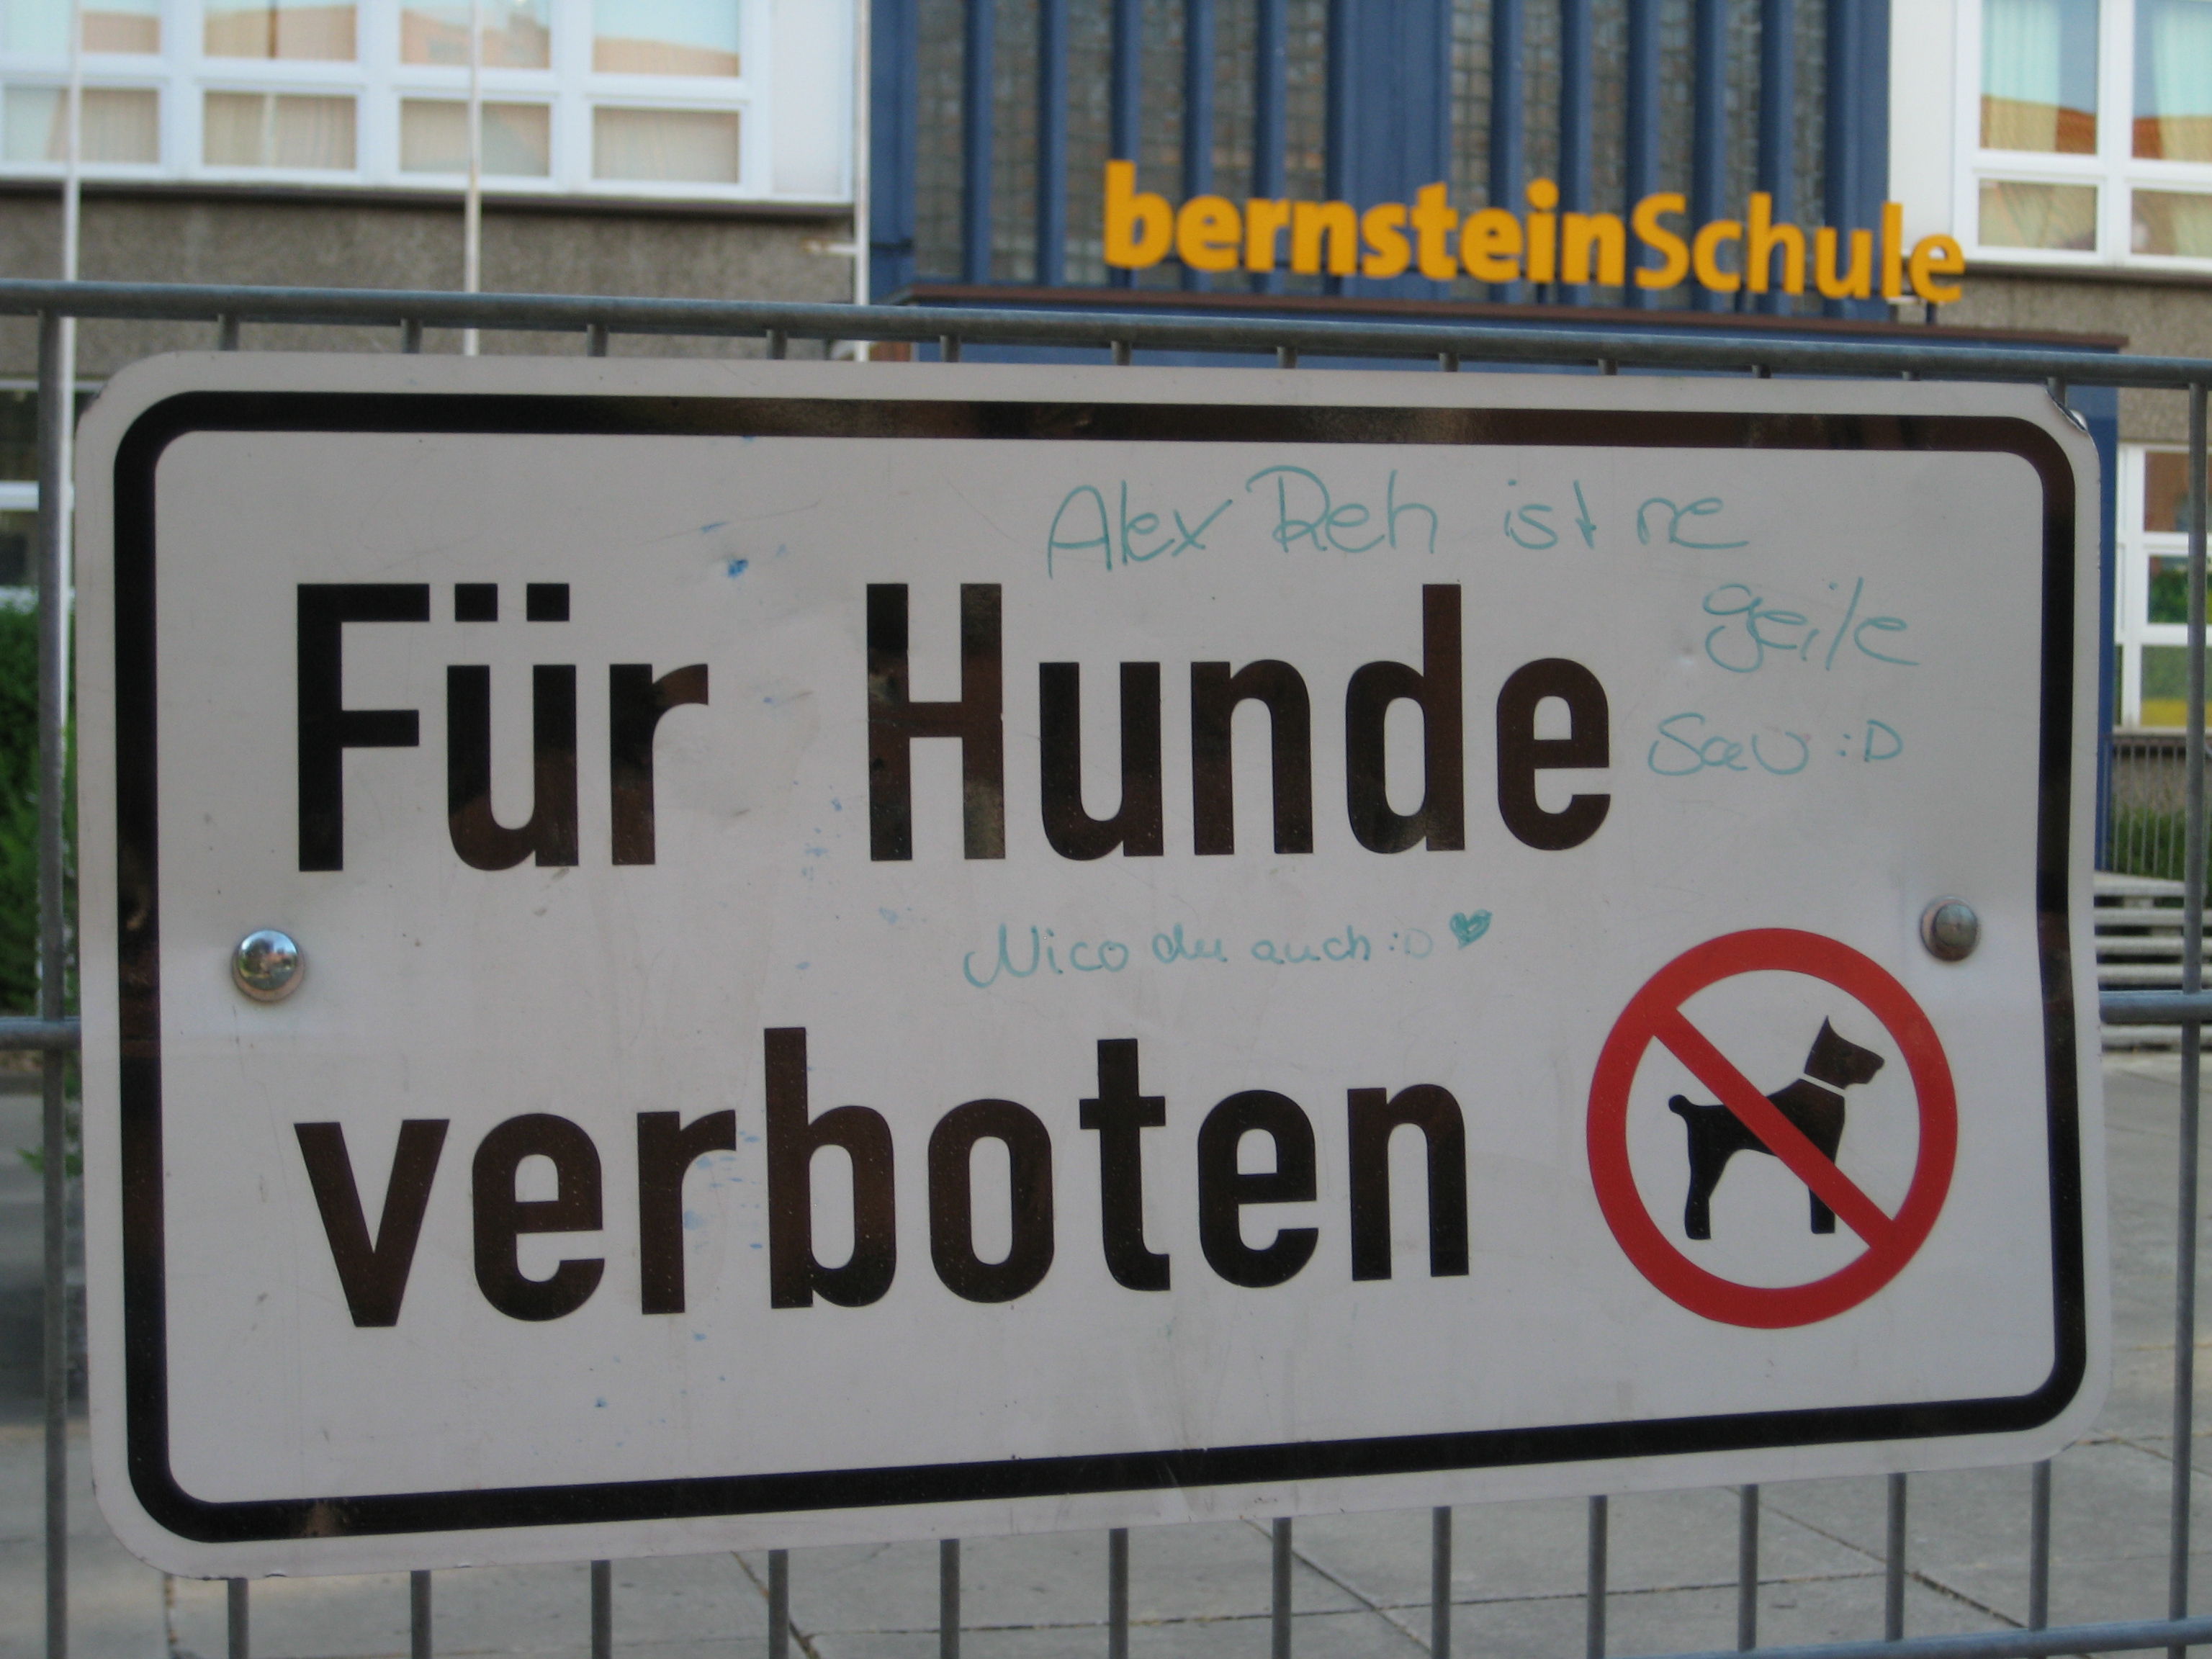 bernsteinSchule
Alex Reh ist ne
geile
Sau :D
Für Hunde
Nico du auch :D ♥
verboten